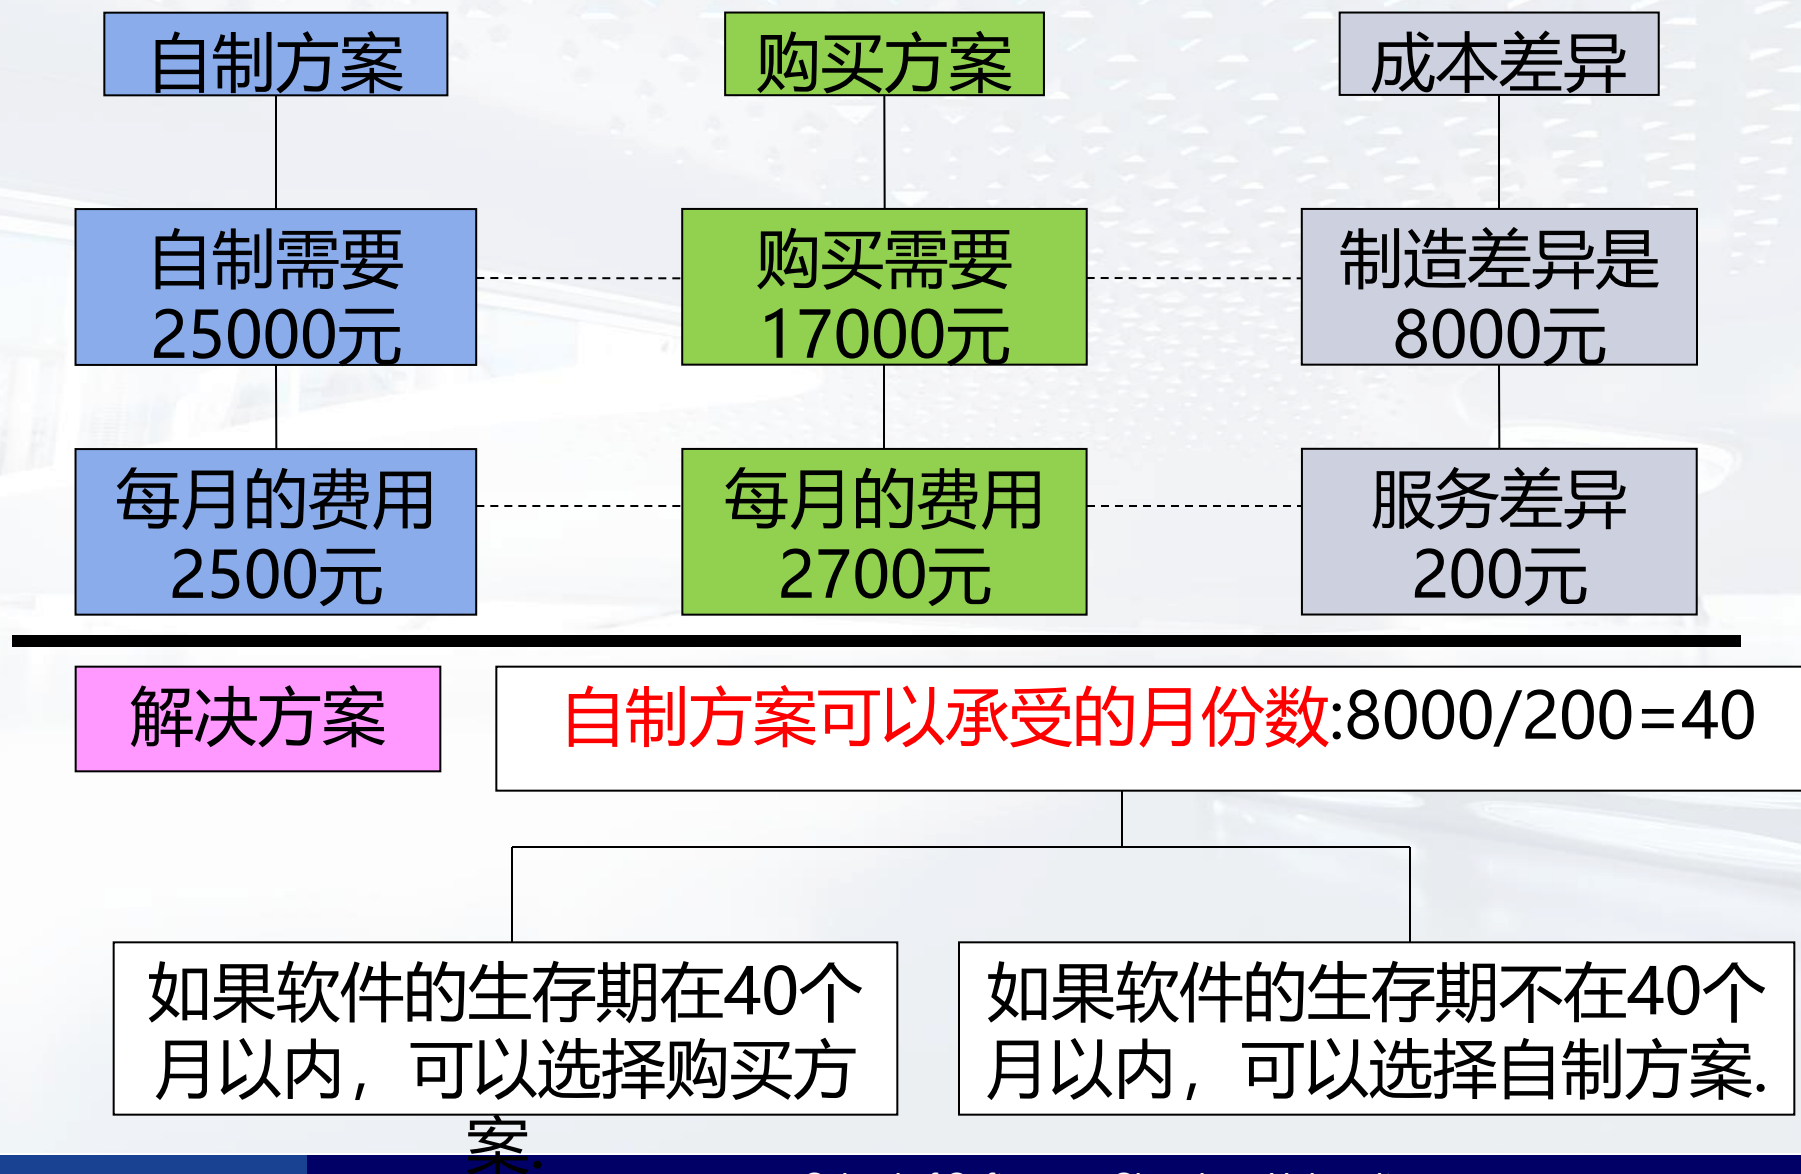 自制方案
购买方案
成本差异
自制需要
25000元
购买需要
17000元
制造差异是
8000元
每月的费用
2500元
每月的费用
2700元
服务差异
200元
解决方案
自制方案可以承受的月份数:8000/200=40
如果软件的生存期在40个
月以内，可以选择购买方
案.
如果软件的生存期不在40个
月以内，可以选择自制方案.